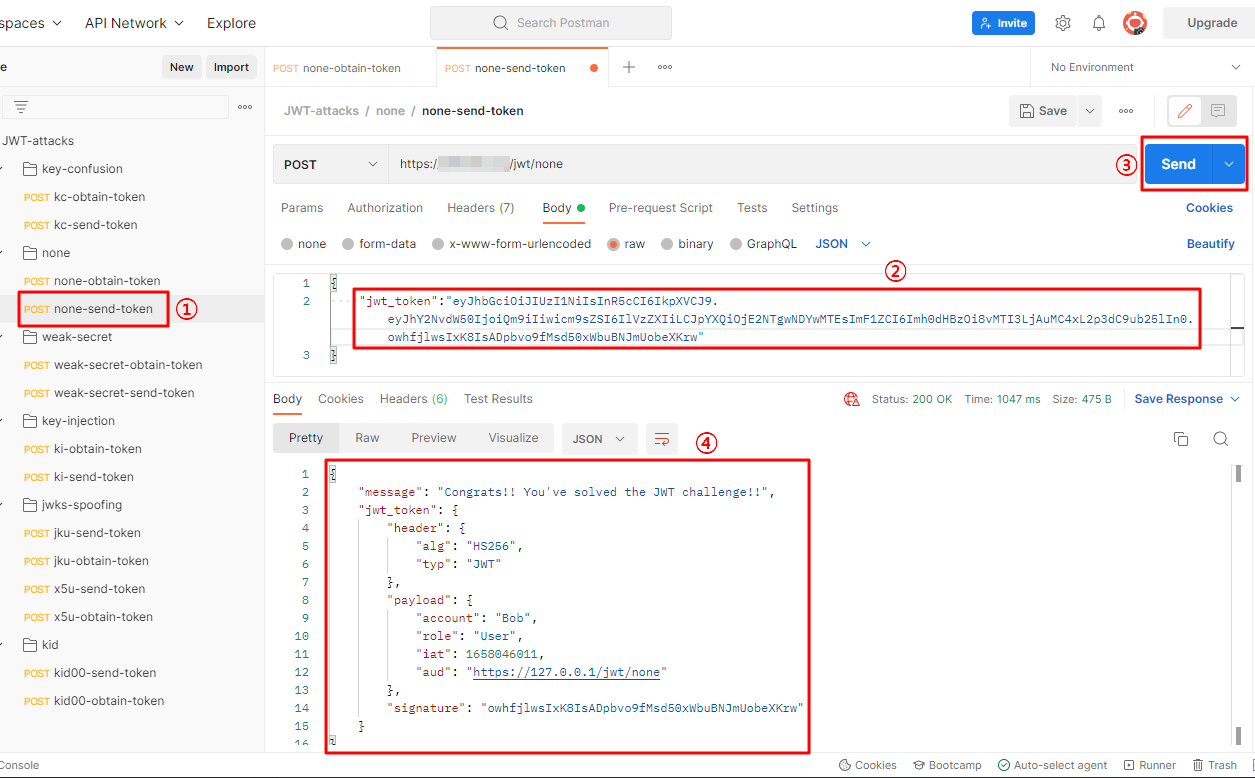 spaces API Network Explore Search Postman Invite Upgrade
e New Import POST none-obtain-token POST none-send-token No Environment
JWT-attacks / none / none-send-token Save
JWT-attacks
key-confusion
POST kc-obtain-token
POST kc-send-token
none
POST none-obtain-token
POST none-send-token ①
weak-secret
POST weak-secret-obtain-token
POST weak-secret-send-token
key-injection
POST ki-obtain-token
POST ki-send-token
jwks-spoofing
POST jku-send-token
POST jku-obtain-token
POST x5u-send-token
POST x5u-obtain-token
kid
POST kid00-send-token
POST kid00-obtain-token
POST https:/ /jwt/none ③ Send
Params Authorization Headers (7) Body Pre-request Script Tests Settings Cookies
none form-data x-www-form-urlencoded raw binary GraphQL JSON Beautify
②
1 {
2 "jwt_token":"eyJhbGciOiJIUzI1NiIsInR5cCI6IkpXVCJ9.
eyJhY2NvdW50IjoiQm9iIiwicm9sZSI6IlVzZXIiLCJpYXQiOjE2NTgwNDYwMTEsImF1ZCI6Imh0dHBzOi8vMTI3LjAuMC4xL2p3dC9ub25lIn0.
owhfjlwsIxK8IsADpbvo9fMsd50xWbuBNJmUobeXKrw"
3 }
Body Cookies Headers (6) Test Results Status: 200 OK Time: 1047 ms Size: 475 B Save Response
Pretty Raw Preview Visualize JSON ④
1 {
2 "message": "Congrats!! You've solved the JWT challenge!!",
3 "jwt_token": {
4 "header": {
5 "alg": "HS256",
6 "typ": "JWT"
7 },
8 "payload": {
9 "account": "Bob",
10 "role": "User",
11 "iat": 1658046011,
12 "aud": "https://127.0.0.1/jwt/none"
13 },
14 "signature": "owhfjlwsIxK8IsADpbvo9fMsd50xWbuBNJmUobeXKrw"
15 }
16 }
Console Cookies Bootcamp Auto-select agent Runner Trash